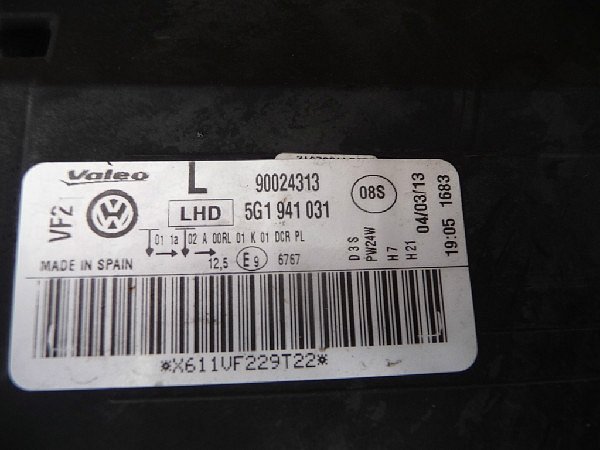 Valeo L 90024313 08S
VF2 LHD 5G1 941 031
01 1a 02 A 00RL 01 K 01 DCR PL
MADE IN SPAIN 12,5 E9 6767
D3S
PW24W
H7
H21
04/03/13
19:05 1683
*X611VF229T22*